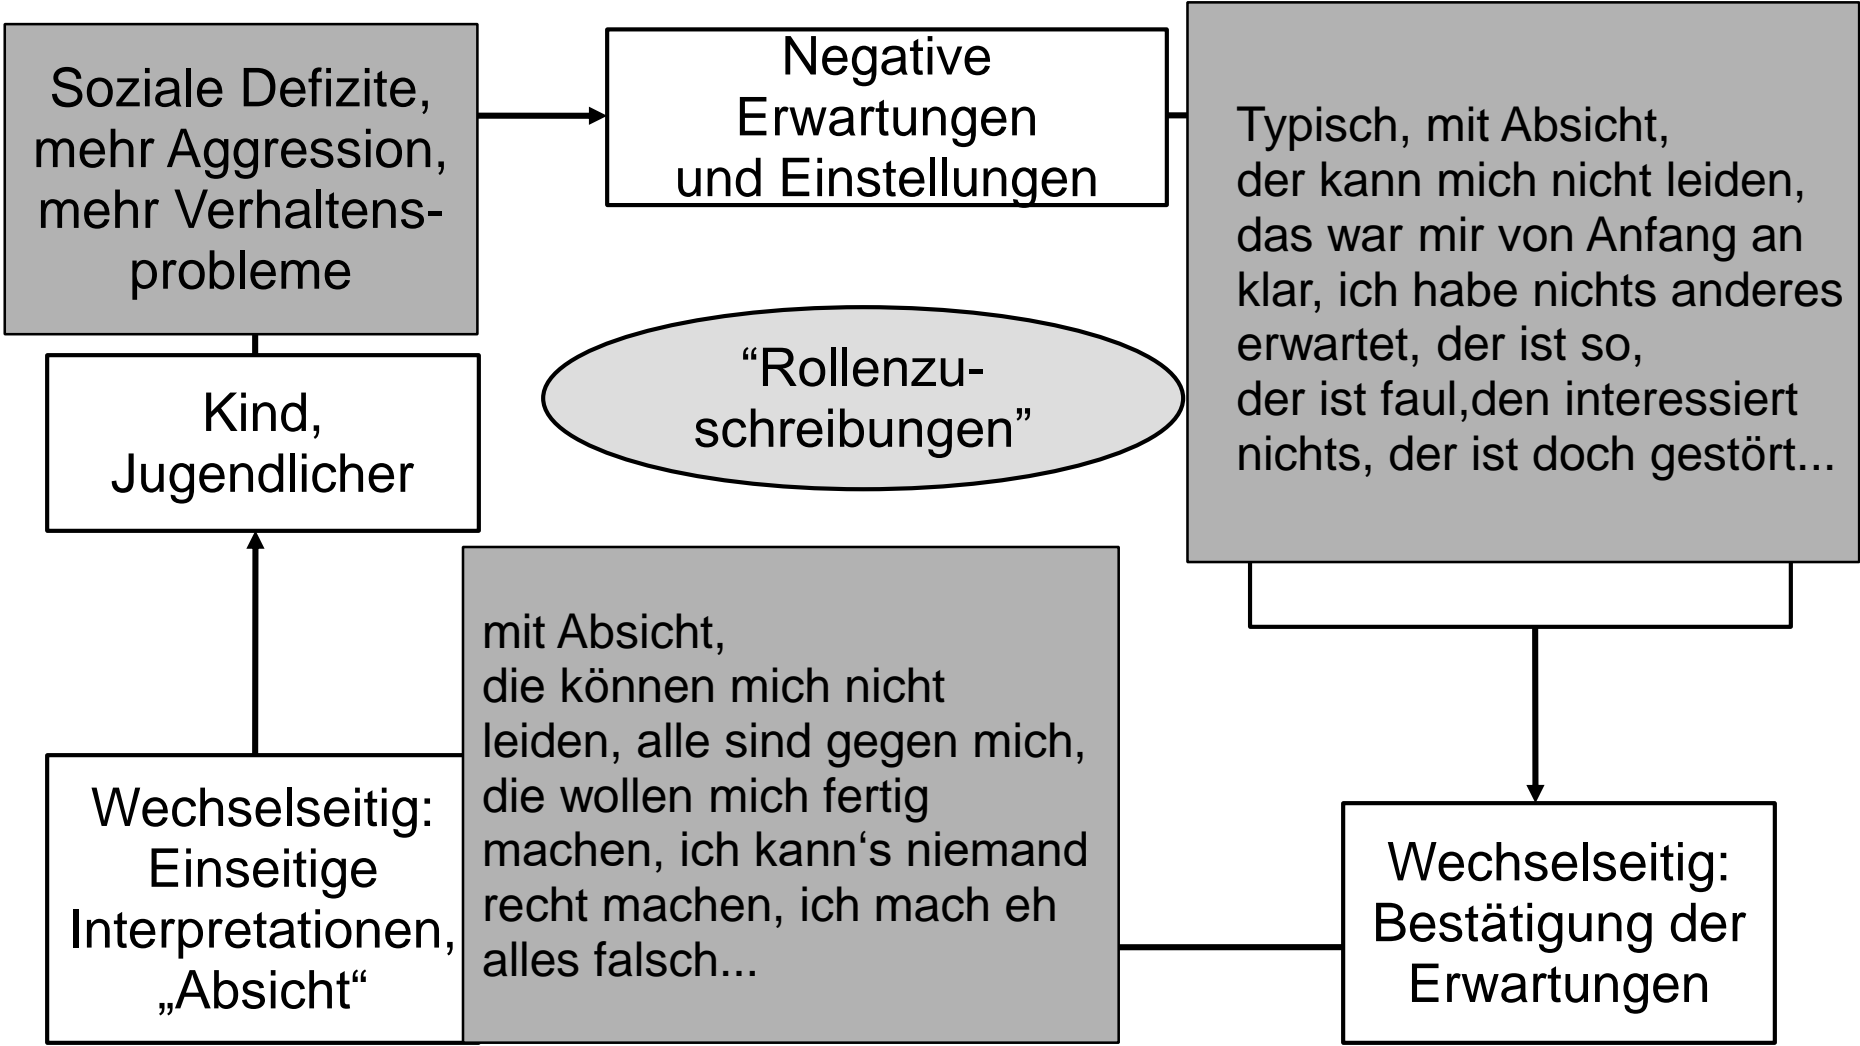 Soziale Defizite,
mehr Aggression,
mehr Verhaltens-
probleme
Negative
Erwartungen
und Einstellungen
Typisch, mit Absicht,
der kann mich nicht leiden,
das war mir von Anfang an
klar, ich habe nichts anderes
erwartet, der ist so,
der ist faul,den interessiert
nichts, der ist doch gestört...
“Rollenzu-
schreibungen”
Kind,
Jugendlicher
mit Absicht,
die können mich nicht
leiden, alle sind gegen mich,
die wollen mich fertig
machen, ich kann‘s niemand
recht machen, ich mach eh
alles falsch...
Wechselseitig:
Einseitige
Interpretationen,
„Absicht“
Wechselseitig:
Bestätigung der
Erwartungen